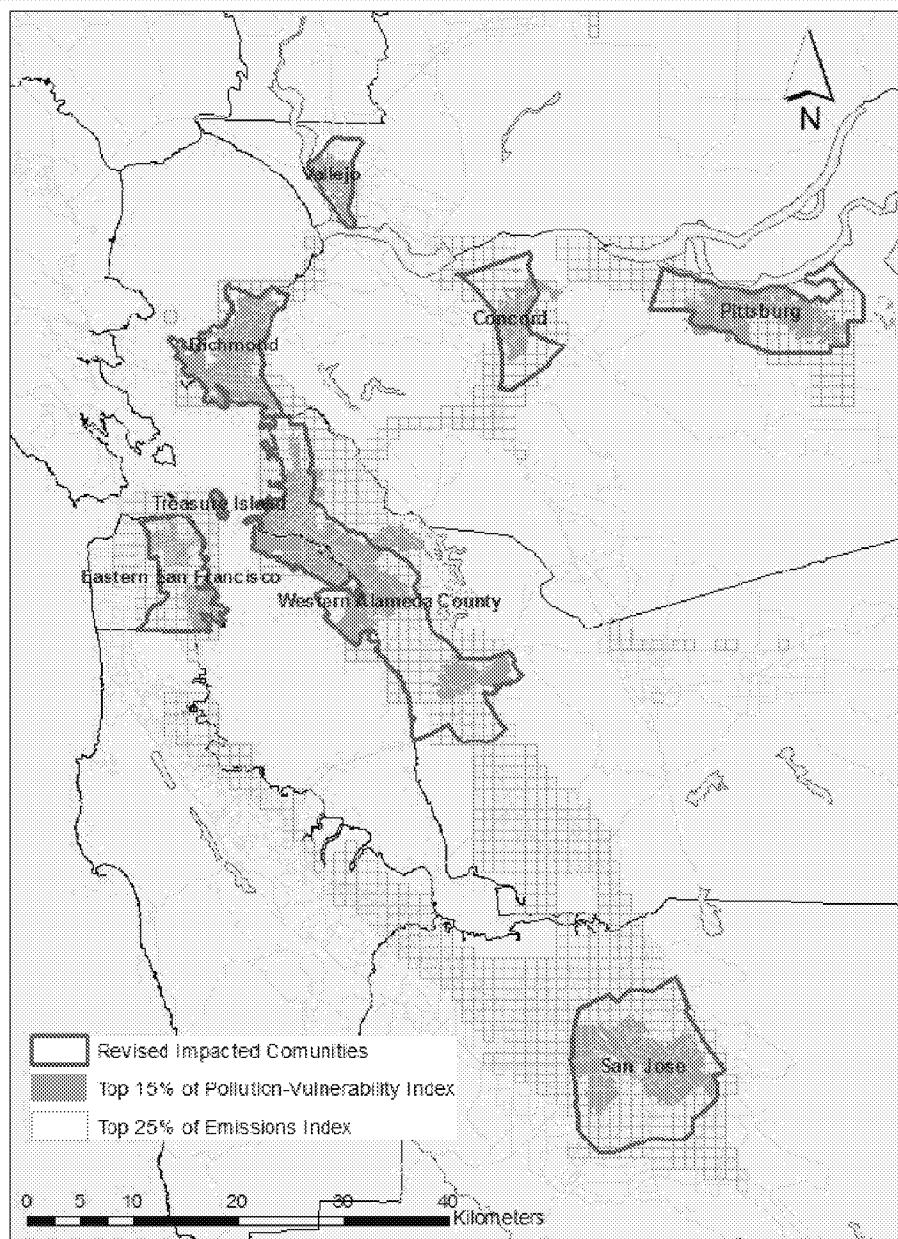 N
Vallejo
Concord
Pittsburg
Richmond
Treasure Island
Eastern San Francisco
Western Alameda County
San Jose
Revised Impacted Comunities
Top 15% of Pollution-Vulnerability Index
Top 25% of Emissions Index
0 5 10 20 30 40
Kilometers